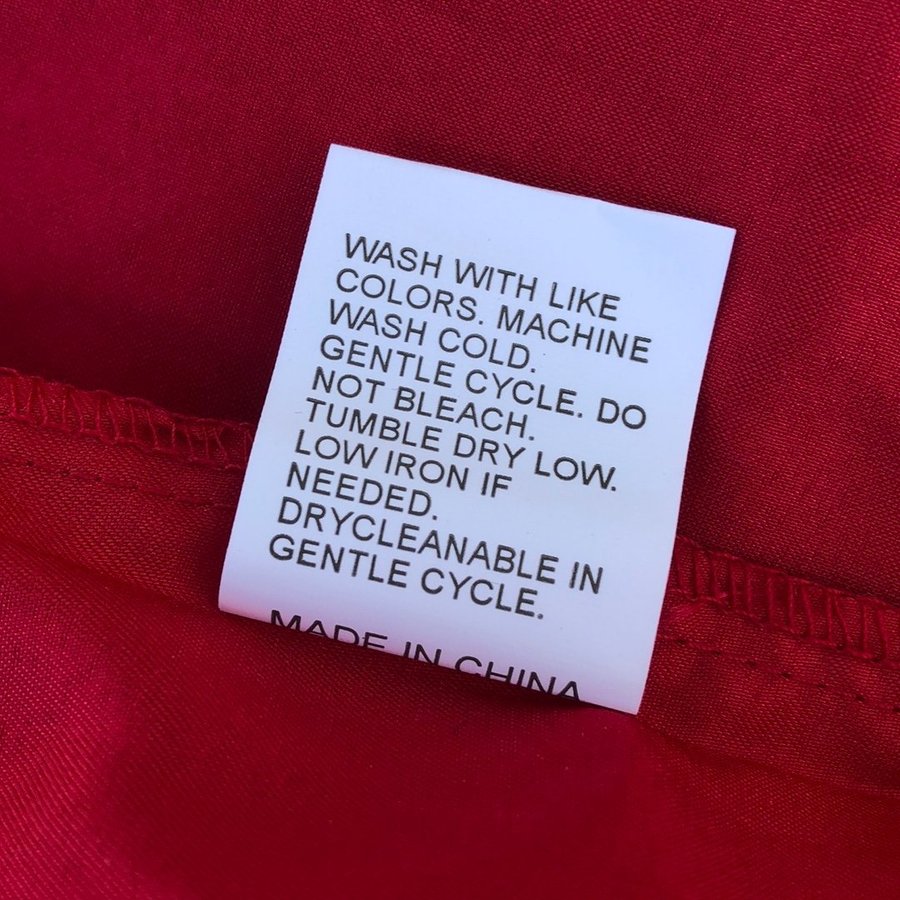 WASH WITH LIKE
COLORS. MACHINE
WASH COLD.
GENTLE CYCLE. DO
NOT BLEACH.
TUMBLE DRY LOW.
LOW IRON IF
NEEDED.
DRYCLEANABLE IN
GENTLE CYCLE.
MADE IN CHINA